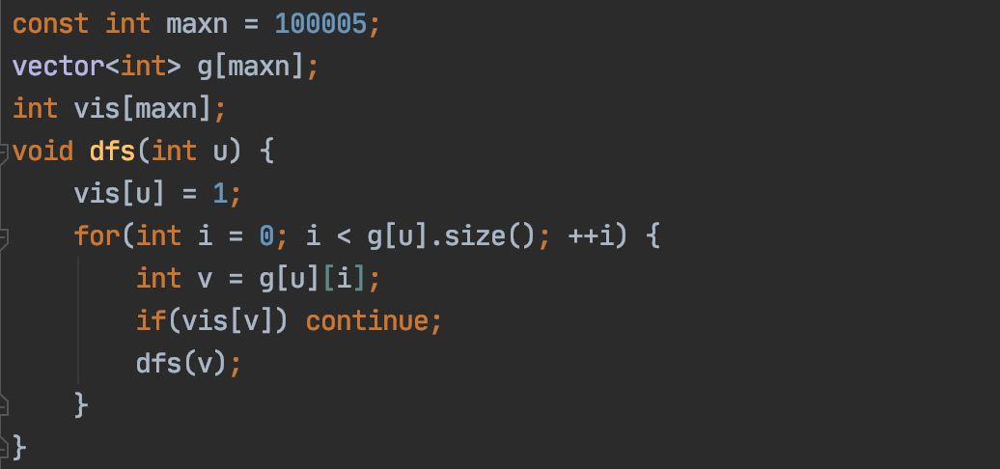 const int maxn = 100005;
vector<int> g[maxn];
int vis[maxn];
void dfs(int u) {
    vis[u] = 1;
    for(int i = 0; i < g[u].size(); ++i) {
        int v = g[u][i];
        if(vis[v]) continue;
        dfs(v);
    }
}